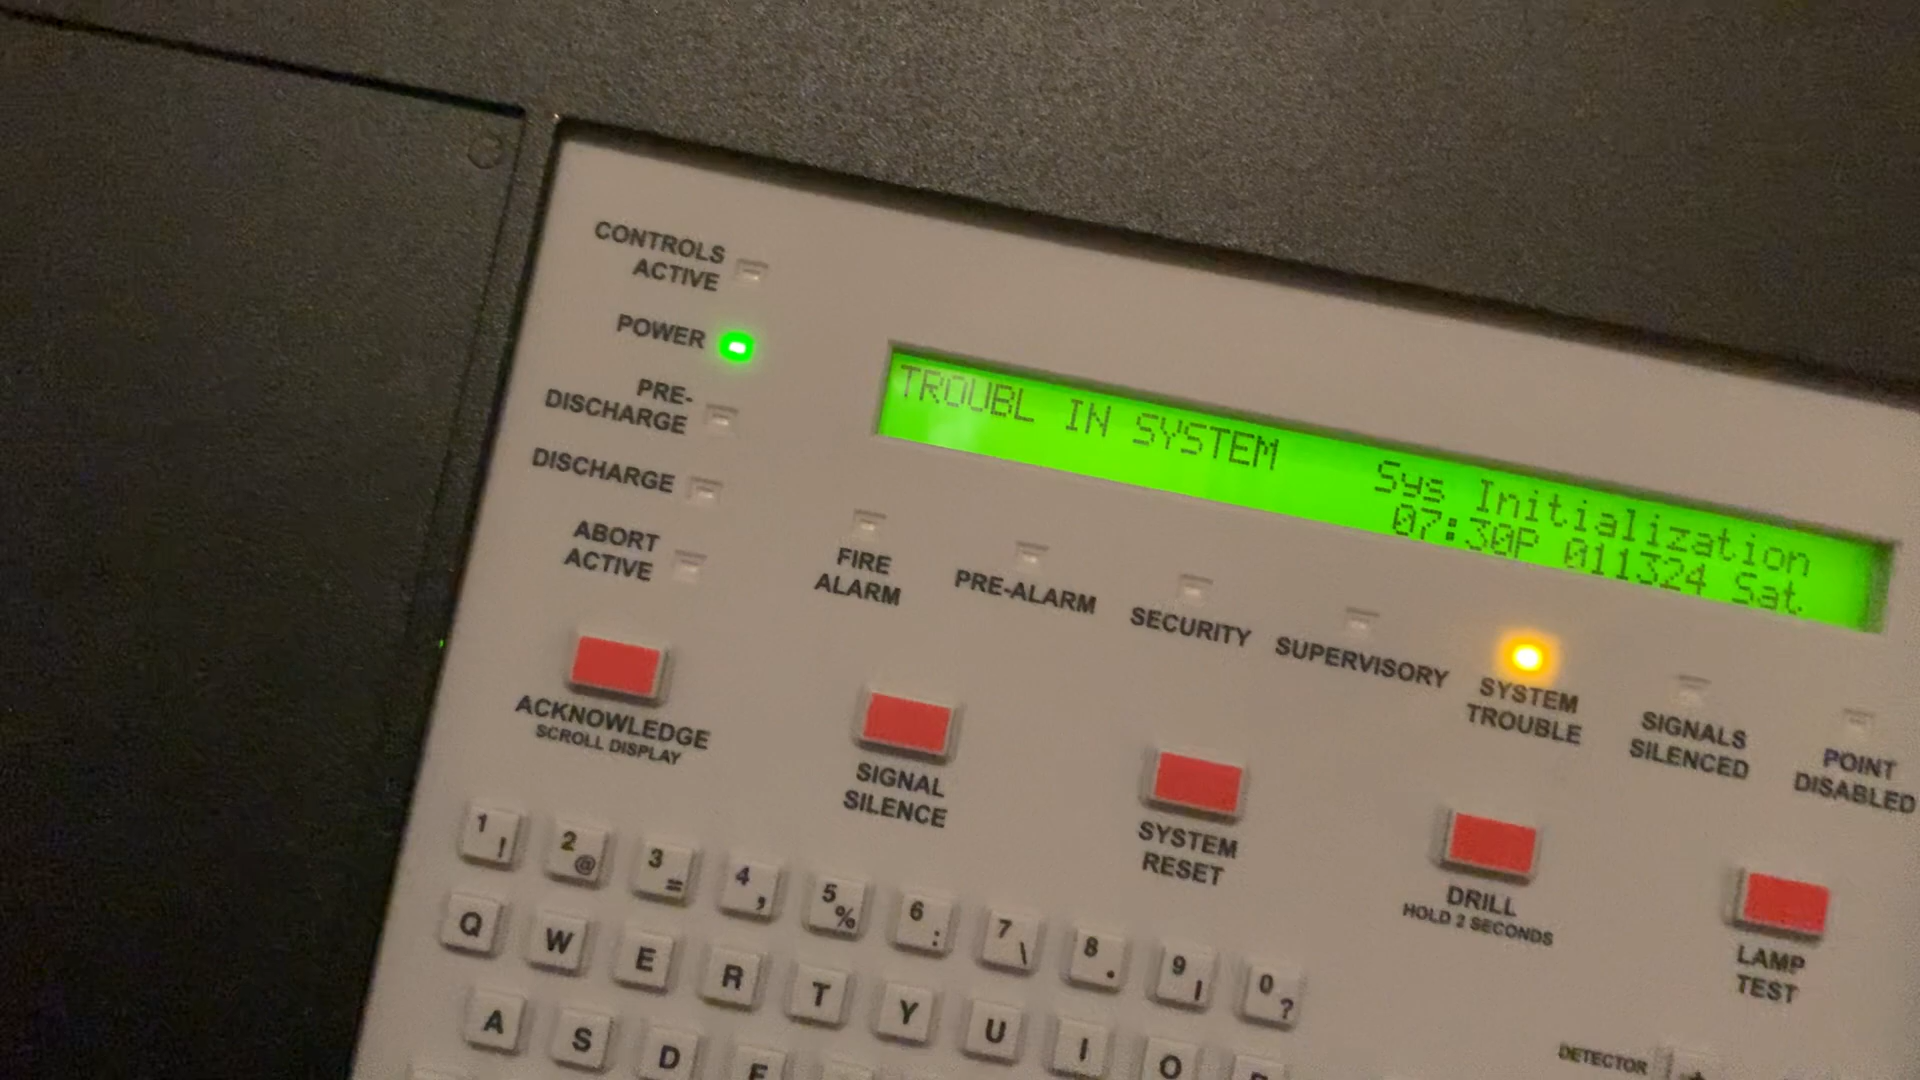 CONTROLS
ACTIVE
POWER
PRE-
DISCHARGE
DISCHARGE
ABORT
ACTIVE
TROUBL IN SYSTEM Sys Initialization
07:30P 011324 Sat
FIRE
ALARM
PRE-ALARM
SECURITY
SUPERVISORY
SYSTEM
TROUBLE
SIGNALS
SILENCED
POINT
DISABLED
ACKNOWLEDGE
SCROLL DISPLAY
SIGNAL
SILENCE
SYSTEM
RESET
DRILL
HOLD 2 SECONDS
LAMP
TEST
1 ! 2 @ 3 = 4 , 5 % 6 : 7 \ 8 . 9 | 0 ?
Q W E R T Y U I O
A S D
DETECTOR